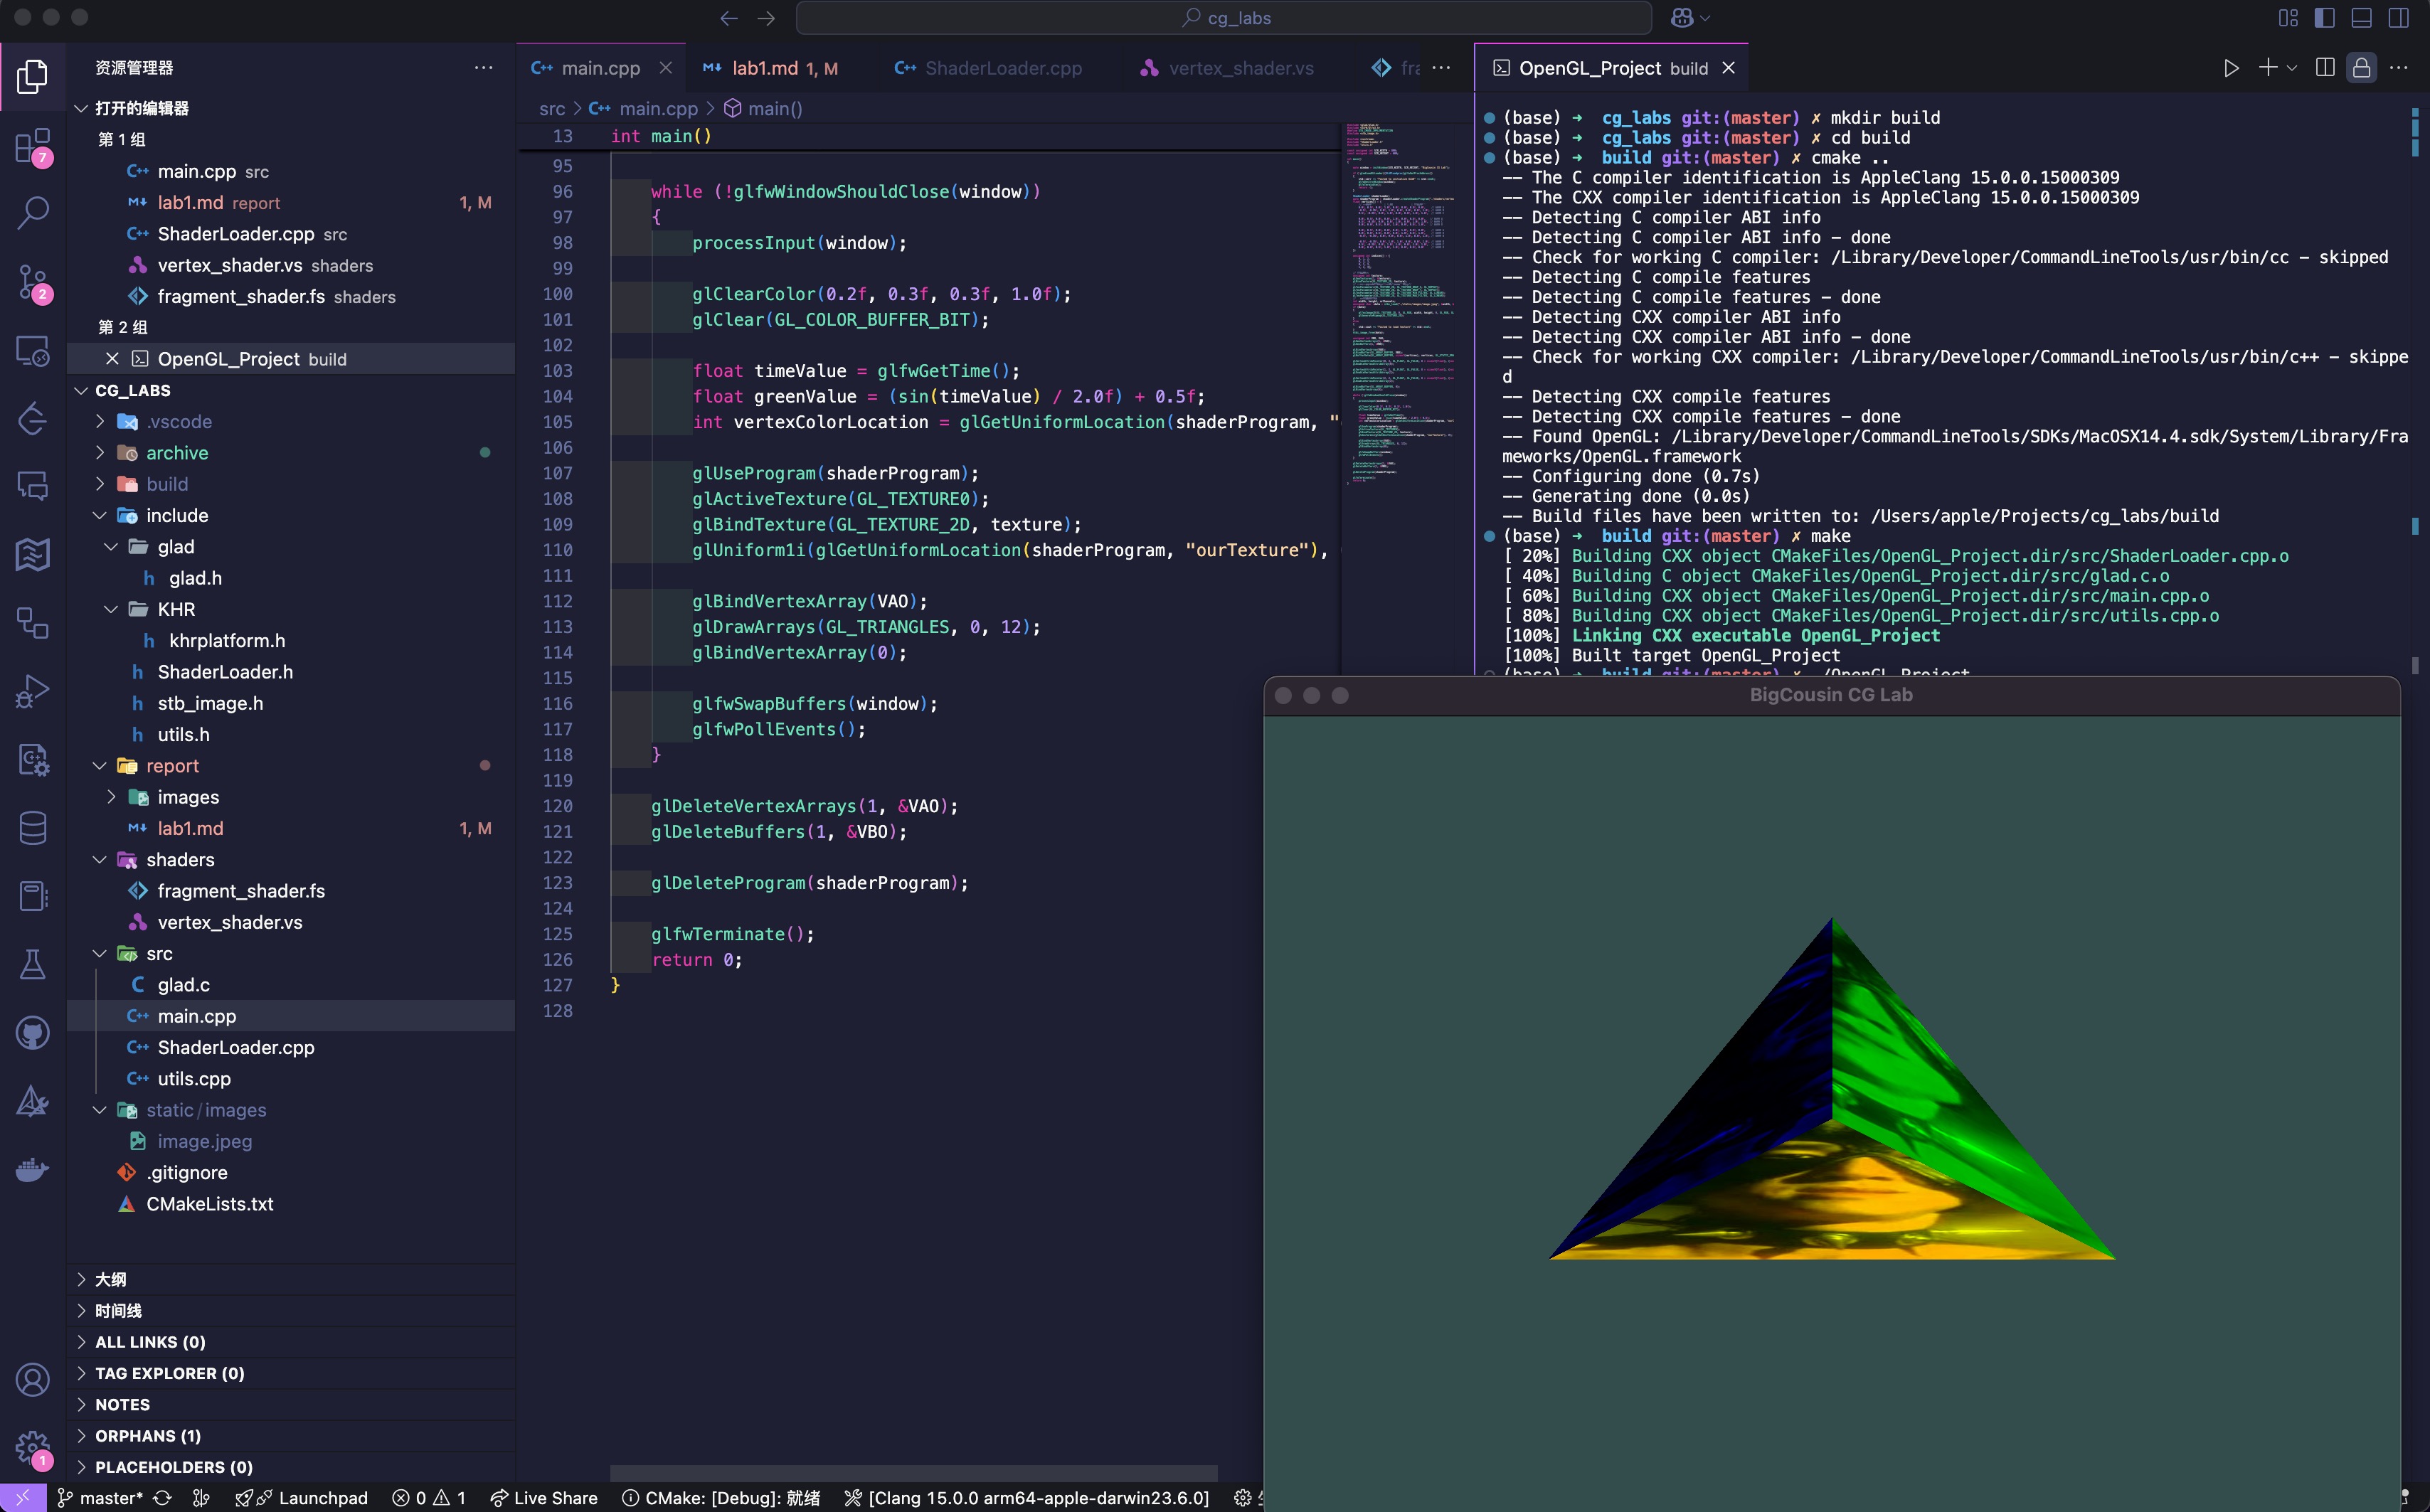 cg_labs
资源管理器
打开的编辑器
第 1 组
main.cpp src
lab1.md report 1, M
ShaderLoader.cpp src
vertex_shader.vs shaders
fragment_shader.fs shaders
第 2 组
OpenGL_Project build
CG_LABS
.vscode
archive
build
include
glad
glad.h
KHR
khrplatform.h
ShaderLoader.h
stb_image.h
utils.h
report
images
lab1.md 1, M
shaders
fragment_shader.fs
vertex_shader.vs
src
glad.c
main.cpp
ShaderLoader.cpp
utils.cpp
static/images
image.jpeg
.gitignore
CMakeLists.txt
大纲
时间线
ALL LINKS (0)
TAG EXPLORER (0)
NOTES
ORPHANS (1)
PLACEHOLDERS (0)
7
2
1
main.cpp lab1.md 1, M ShaderLoader.cpp vertex_shader.vs
src > main.cpp > main()
13 int main()
95
96 while (!glfwWindowShouldClose(window))
97 {
98 processInput(window);
99
100 glClearColor(0.2f, 0.3f, 0.3f, 1.0f);
101 glClear(GL_COLOR_BUFFER_BIT);
102
103 float timeValue = glfwGetTime();
104 float greenValue = (sin(timeValue) / 2.0f) + 0.5f;
105 int vertexColorLocation = glGetUniformLocation(shaderProgram, "
106
107 glUseProgram(shaderProgram);
108 glActiveTexture(GL_TEXTURE0);
109 glBindTexture(GL_TEXTURE_2D, texture);
110 glUniform1i(glGetUniformLocation(shaderProgram, "ourTexture"),
111
112 glBindVertexArray(VAO);
113 glDrawArrays(GL_TRIANGLES, 0, 12);
114 glBindVertexArray(0);
115
116 glfwSwapBuffers(window);
117 glfwPollEvents();
118 }
119
120 glDeleteVertexArrays(1, &VAO);
121 glDeleteBuffers(1, &VBO);
122
123 glDeleteProgram(shaderProgram);
124
125 glfwTerminate();
126 return 0;
127 }
128
OpenGL_Project build
(base) ➜ cg_labs git:(master) ✗ mkdir build
(base) ➜ cg_labs git:(master) ✗ cd build
(base) ➜ build git:(master) ✗ cmake ..
-- The C compiler identification is AppleClang 15.0.0.15000309
-- The CXX compiler identification is AppleClang 15.0.0.15000309
-- Detecting C compiler ABI info
-- Detecting C compiler ABI info - done
-- Check for working C compiler: /Library/Developer/CommandLineTools/usr/bin/cc - skipped
-- Detecting C compile features
-- Detecting C compile features - done
-- Detecting CXX compiler ABI info
-- Detecting CXX compiler ABI info - done
-- Check for working CXX compiler: /Library/Developer/CommandLineTools/usr/bin/c++ - skippe
d
-- Detecting CXX compile features
-- Detecting CXX compile features - done
-- Found OpenGL: /Library/Developer/CommandLineTools/SDKs/MacOSX14.4.sdk/System/Library/Fra
meworks/OpenGL.framework
-- Configuring done (0.7s)
-- Generating done (0.0s)
-- Build files have been written to: /Users/apple/Projects/cg_labs/build
(base) ➜ build git:(master) ✗ make
[ 20%] Building CXX object CMakeFiles/OpenGL_Project.dir/src/ShaderLoader.cpp.o
[ 40%] Building C object CMakeFiles/OpenGL_Project.dir/src/glad.c.o
[ 60%] Building CXX object CMakeFiles/OpenGL_Project.dir/src/main.cpp.o
[ 80%] Building CXX object CMakeFiles/OpenGL_Project.dir/src/utils.cpp.o
[100%] Linking CXX executable OpenGL_Project
[100%] Built target OpenGL_Project
(base) ➜ build git:(master) ✗ ./OpenGL_Project
BigCousin CG Lab
master* Launchpad 0 1 Live Share CMake: [Debug]: 就绪 [Clang 15.0.0 arm64-apple-darwin23.6.0]